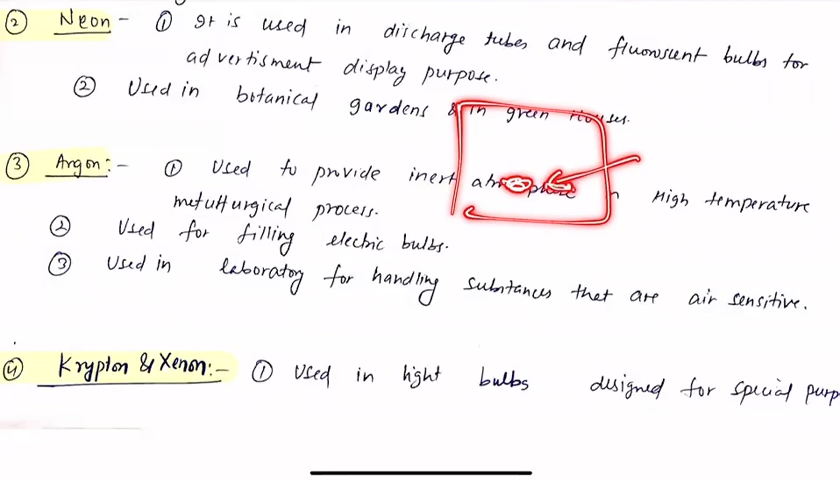 ② Neon - ① It is used in discharge tubes and fluorescent bulbs for
advertisment display purpose.
② Used in botanical gardens & in green Houses.
③ Argon:- ① Used to provide inert in High temperature
metullurgical process.
② Used for filling electric bulbs.
③ Used in laboratory for handling substances that are air sensitive.
④ Krypton & Xenon:- ① Used in light bulbs designed for special purp